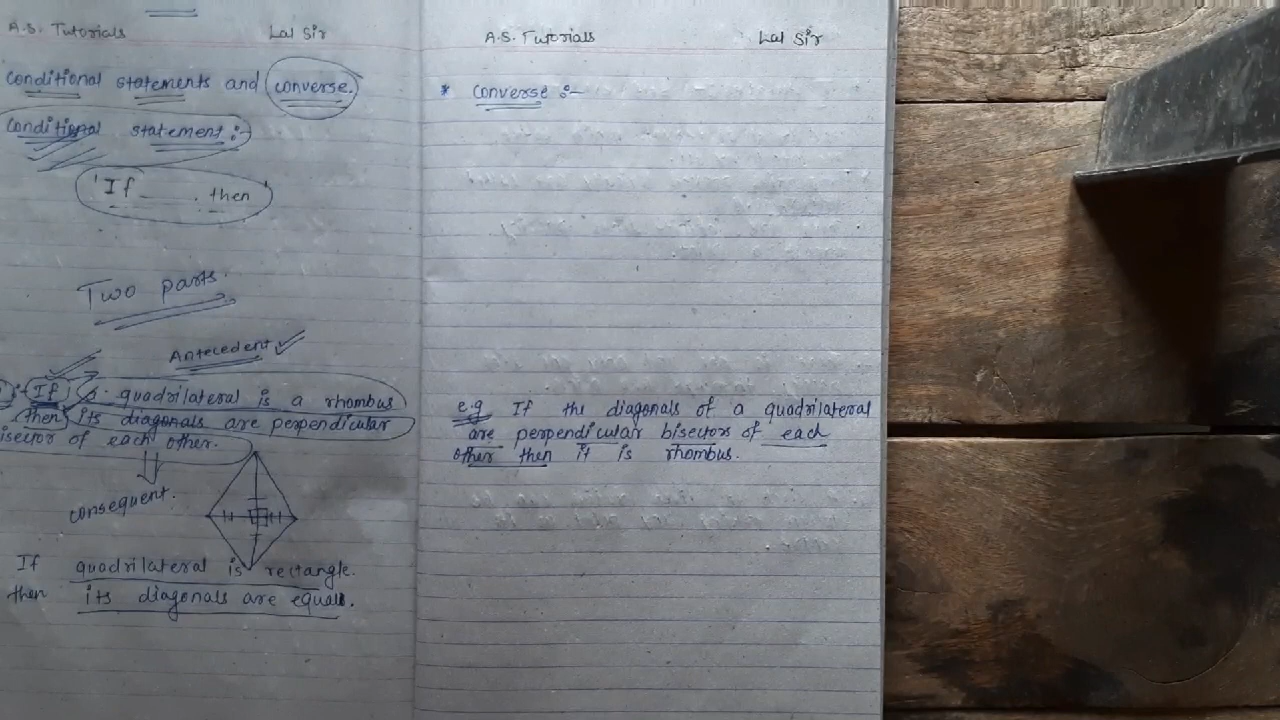 A.S. Tutorials Lal Sir
Conditional statements and converse.
Conditional statement :-
'If ____ . then'
Two parts.
Antecedent
If a quadrilateral is a rhombus
then its diagonals are perpendicular
bisector of each other.
Consequent.
If quadrilateral is rectangle.
then its diagonals are equals.
A.S. Tutorials Lal Sir
* Converse :-
e.g If the diagonals of a quadrilateral
are perpendicular bisectors of each
other then it is rhombus.